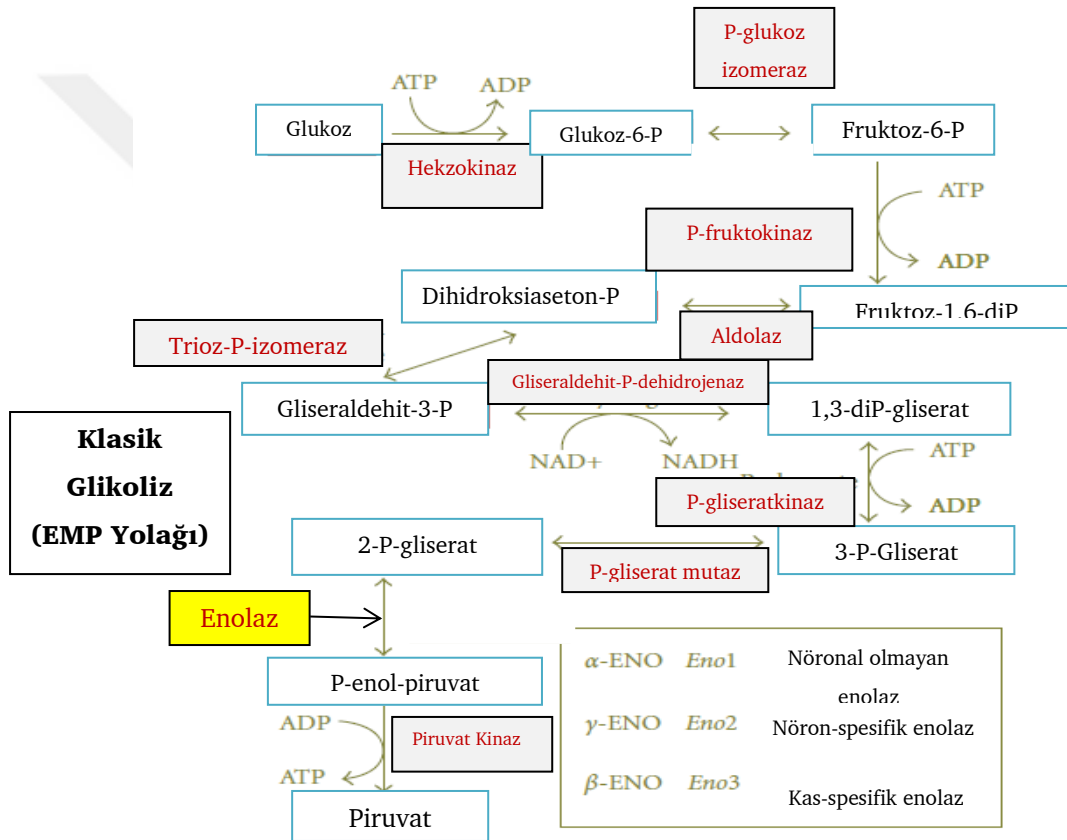 P-glukoz
izomeraz
ATP
ADP
Glukoz
Glukoz-6-P
Fruktoz-6-P
Hekzokinaz
ATP
P-fruktokinaz
ADP
Dihidroksiaseton-P
Fruktoz-1,6-diP
Aldolaz
Trioz-P-izomeraz
Gliseraldehit-P-dehidrojenaz
Gliseraldehit-3-P
1,3-diP-gliserat
NAD+
NADH
ATP
Klasik
Glikoliz
(EMP Yolağı)
P-gliseratkinaz
ADP
2-P-gliserat
3-P-Gliserat
P-gliserat mutaz
Enolaz
P-enol-piruvat
ADP
Piruvat Kinaz
ATP
Piruvat
α-ENO Eno1 Nöronal olmayan
enolaz
γ-ENO Eno2 Nöron-spesifik enolaz
β-ENO Eno3 Kas-spesifik enolaz